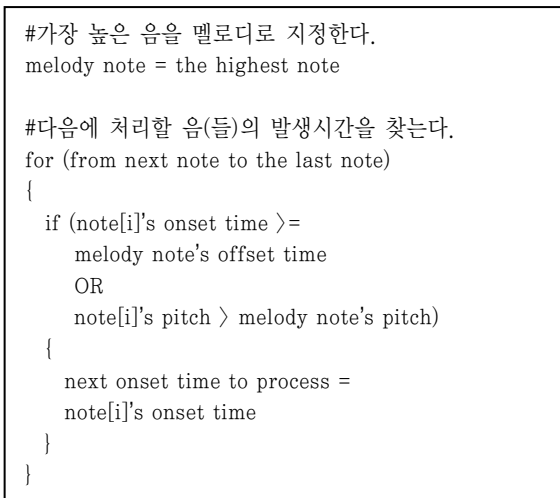 #가장 높은 음을 멜로디로 지정한다.
melody note = the highest note
#다음에 처리할 음(들)의 발생시간을 찾는다.
for (from next note to the last note)
{
if (note[i]'s onset time 〉=
melody note's offset time
OR
note[i]'s pitch 〉 melody note's pitch)
{
next onset time to process =
note[i]'s onset time
}
}